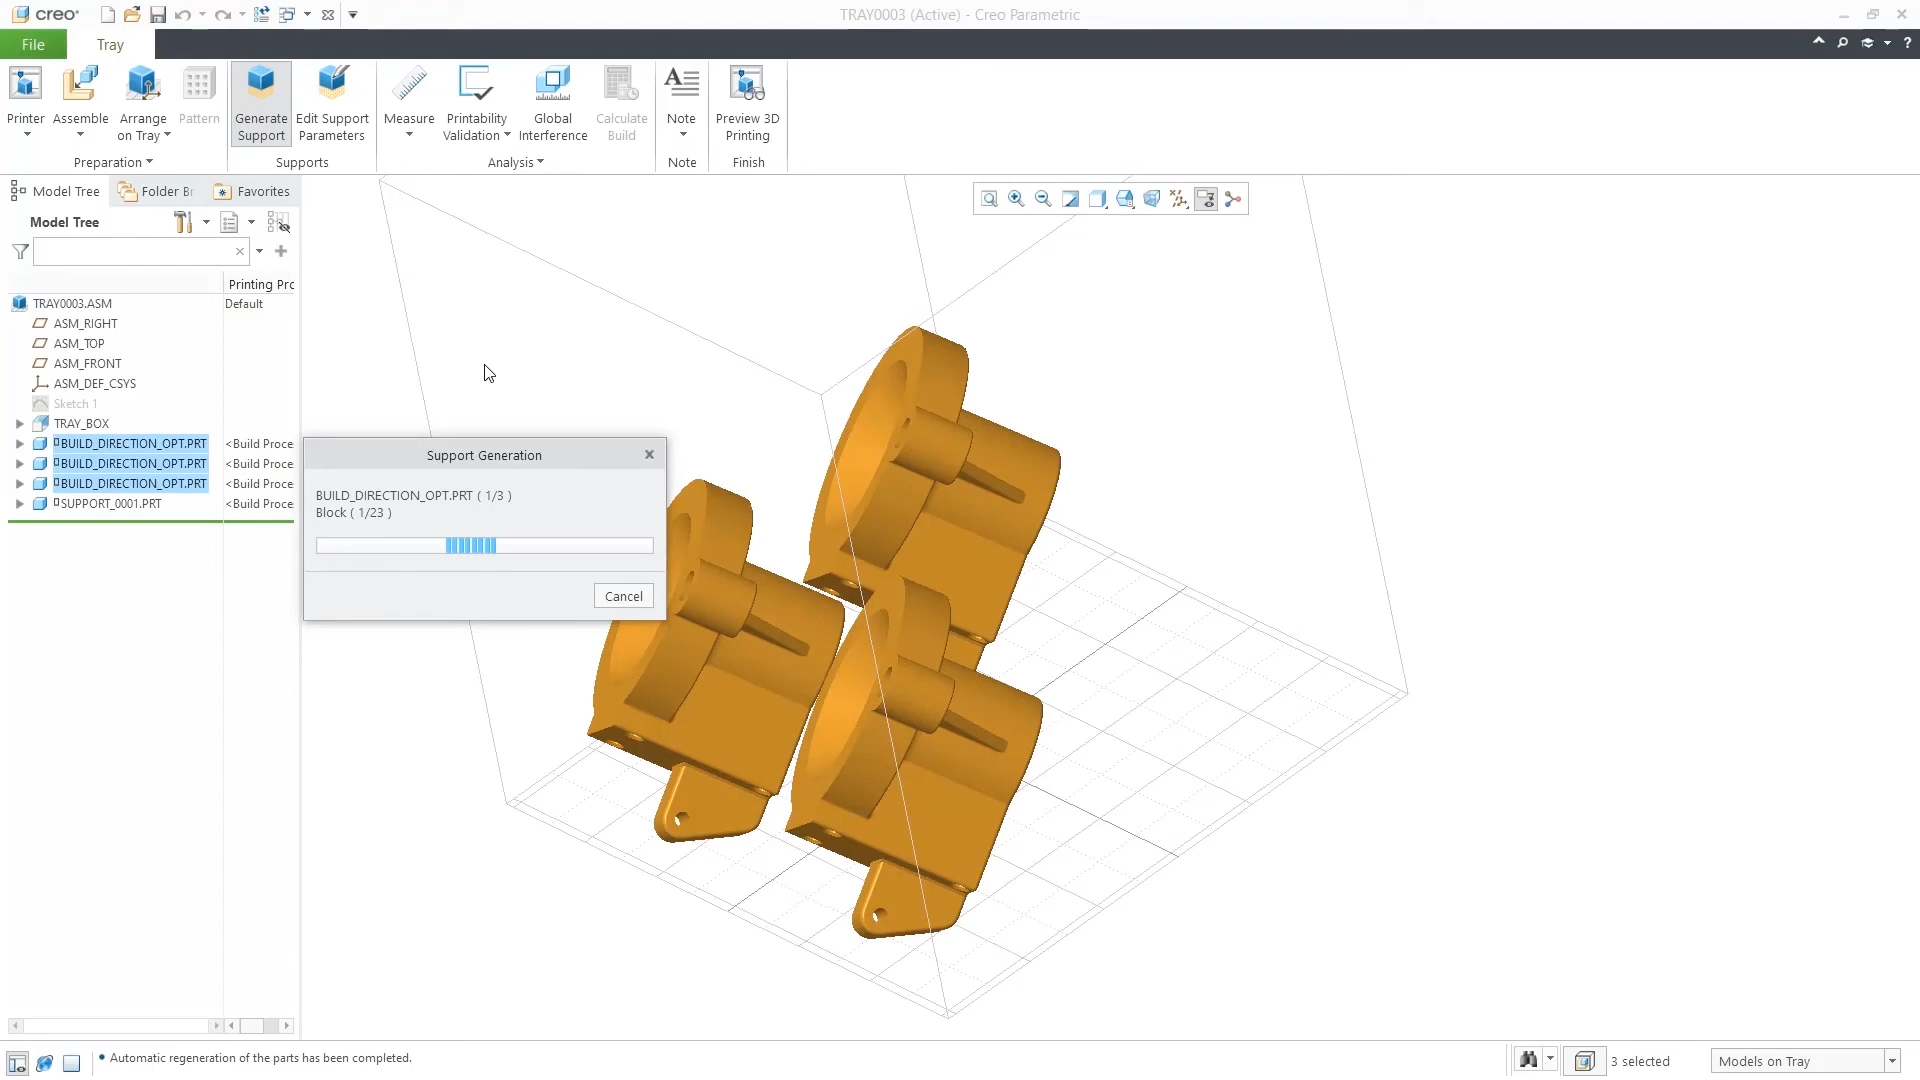 creo
TRAY0003 (Active) - Creo Parametric
File
Tray
?
Printer
Assemble
Arrange
on Tray
Pattern
Generate
Support
Edit Support
Parameters
Measure
Printability
Validation
Global
Interference
Calculate
Build
Note
Preview 3D
Printing
Preparation
Supports
Analysis
Note
Finish
Model Tree
Folder Br
Favorites
Model Tree
Printing Prc
TRAY0003.ASM
Default
ASM_RIGHT
ASM_TOP
ASM_FRONT
ASM_DEF_CSYS
Sketch 1
TRAY_BOX
BUILD_DIRECTION_OPT.PRT
<Build Proce
BUILD_DIRECTION_OPT.PRT
<Build Proce
BUILD_DIRECTION_OPT.PRT
<Build Proce
SUPPORT_0001.PRT
<Build Proce
Support Generation
BUILD_DIRECTION_OPT.PRT ( 1/3 )
Block ( 1/23 )
Cancel
• Automatic regeneration of the parts has been completed.
3 selected
Models on Tray